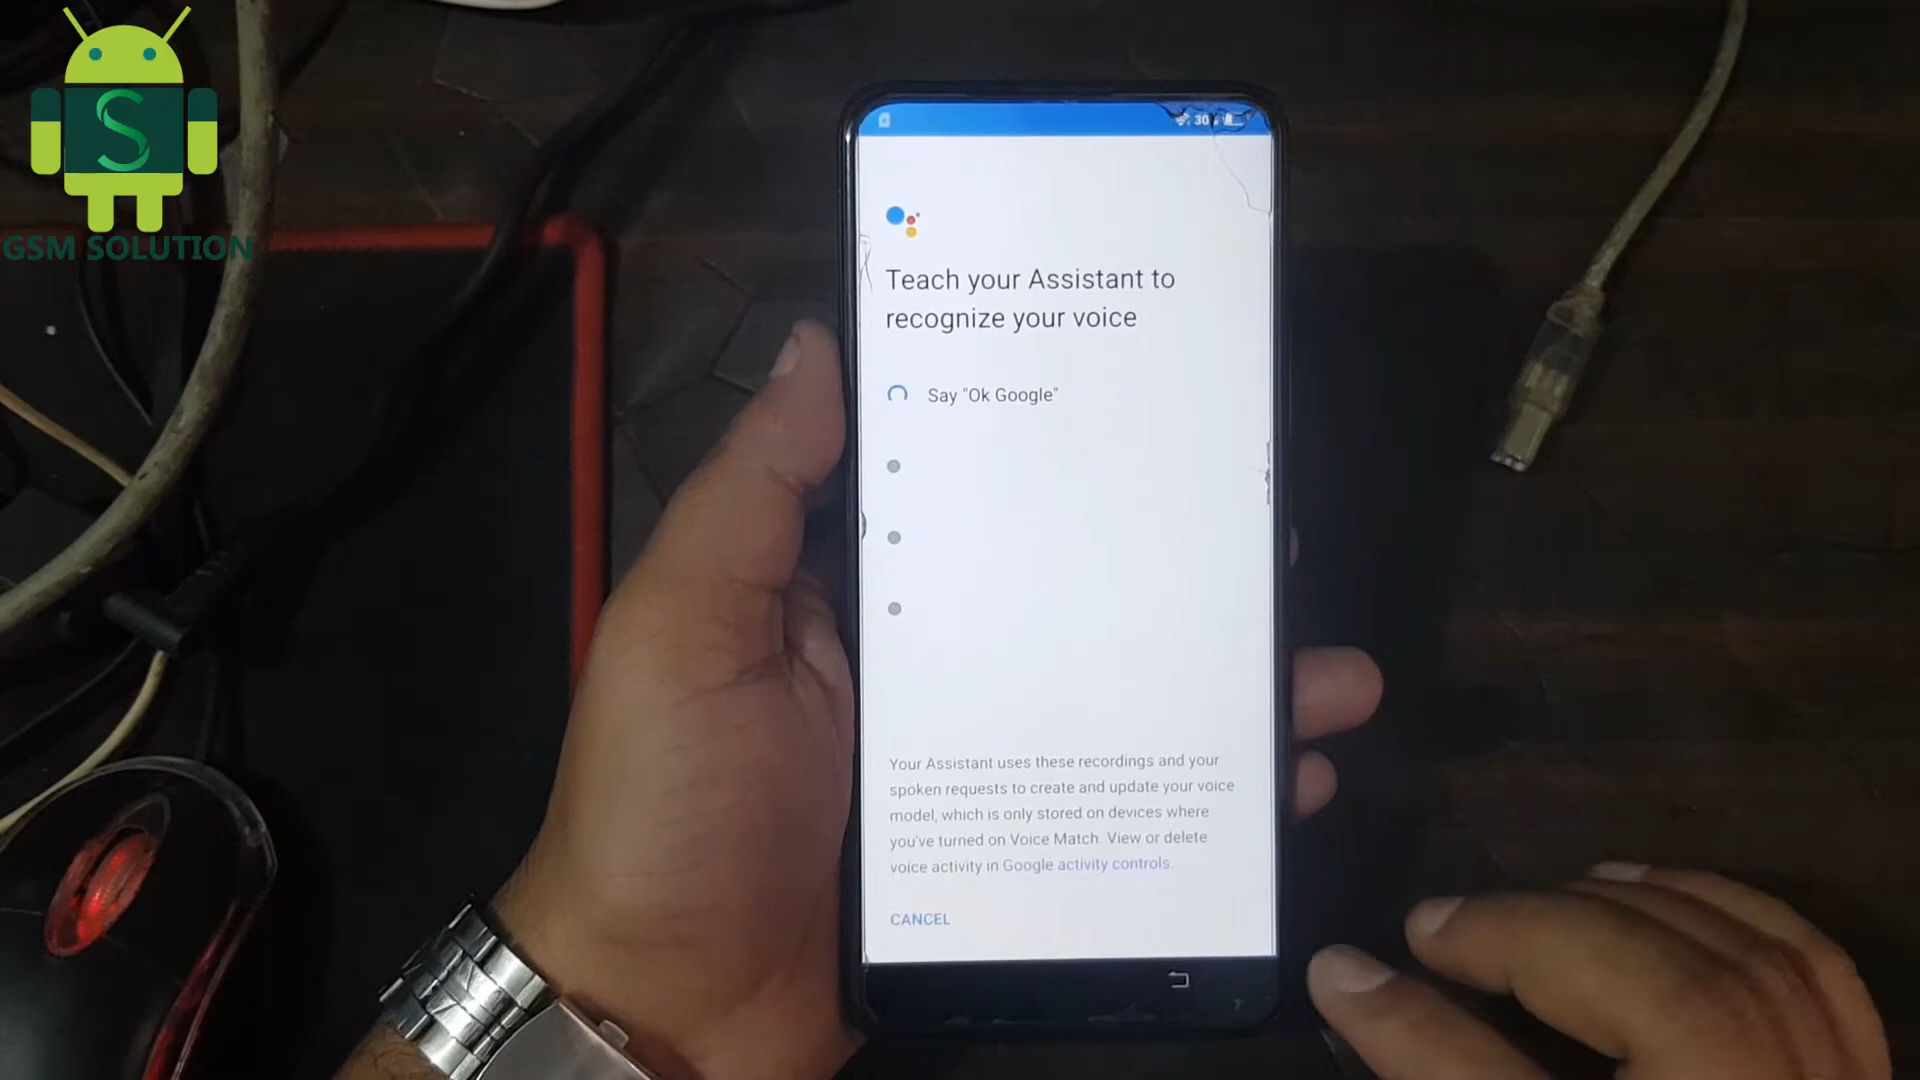 S
GSM SOLUTION
30
Teach your Assistant to
recognize your voice
Say "Ok Google"
Your Assistant uses these recordings and your
spoken requests to create and update your voice
model, which is only stored on devices where
you've turned on Voice Match. View or delete
voice activity in Google activity controls.
CANCEL